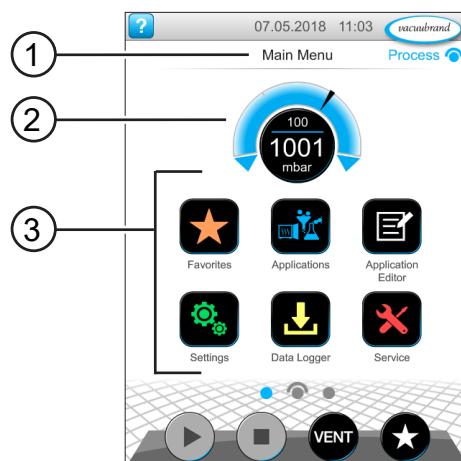 ? 07.05.2018 11:03 vacuubrand
1 Main Menu Process
2
100
1001
mbar
3
Favorites Applications Application
Editor
Settings Data Logger Service
VENT